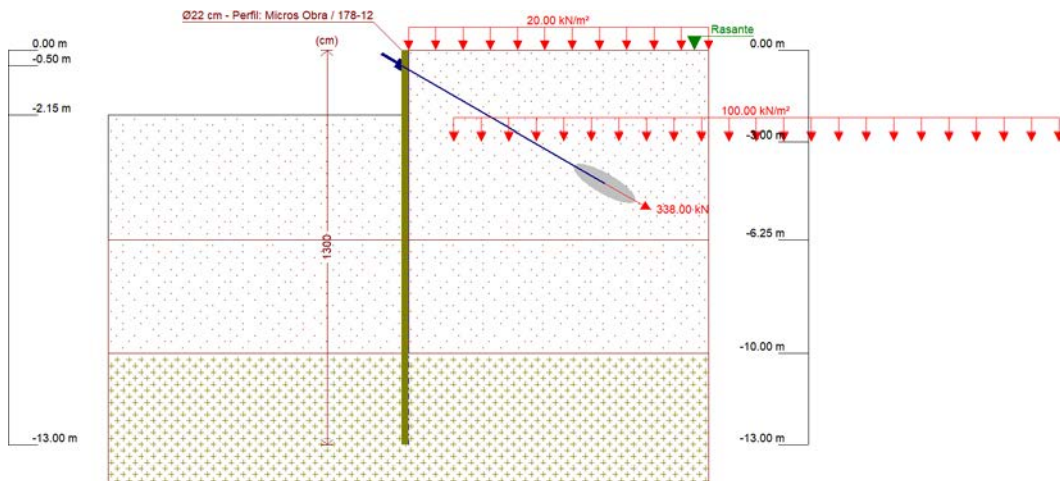 Ø22 cm - Perfil: Micros Obra / 178-12
20.00 kN/m²
Rasante
(cm)
0.00 m
-0.50 m
-2.15 m
0.00 m
100.00 kN/m²
-3.00 m
338.00 kN
1300
-6.25 m
-10.00 m
-13.00 m
-13.00 m